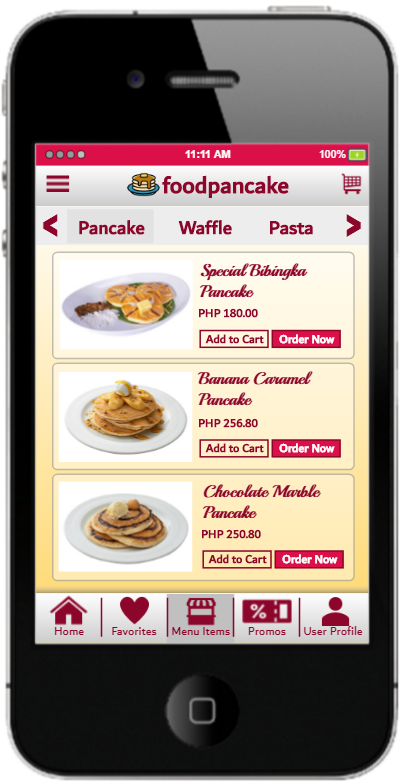 11:11 AM 100%
foodpancake
< Pancake Waffle Pasta >
Special Bibingka
Pancake
PHP 180.00
Add to Cart Order Now
Banana Caramel
Pancake
PHP 256.80
Add to Cart Order Now
Chocolate Marble
Pancake
PHP 250.80
Add to Cart Order Now
%
Home Favorites Menu Items Promos User Profile